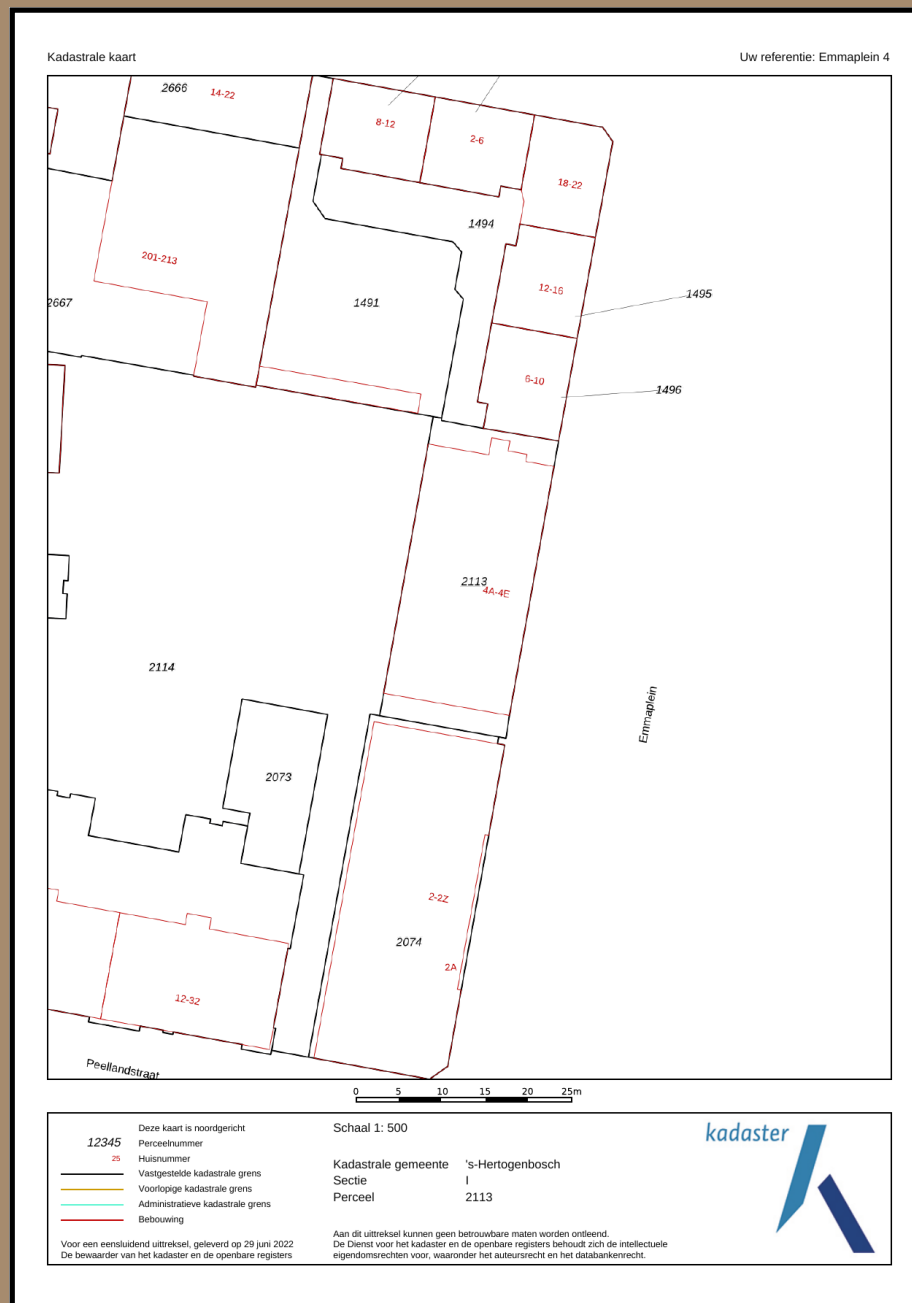 Kadastrale kaart
Uw referentie: Emmaplein 4
2666
14-22
8-12
2-6
18-22
1494
201-213
12-16
1495
2667
1491
6-10
1496
2113
4A-4E
2114
Emmaplein
2073
2-2Z
2074
2A
12-32
Peellandstraat
0 5 10 15 20 25m
Deze kaart is noordgericht
12345 Perceelnummer
25 Huisnummer
Vastgestelde kadastrale grens
Voorlopige kadastrale grens
Administratieve kadastrale grens
Bebouwing
Voor een eensluidend uittreksel, geleverd op 29 juni 2022
De bewaarder van het kadaster en de openbare registers
Schaal 1: 500
Kadastrale gemeente 's-Hertogenbosch
Sectie I
Perceel 2113
Aan dit uittreksel kunnen geen betrouwbare maten worden ontleend.
De Dienst voor het kadaster en de openbare registers behoudt zich de intellectuele
eigendomsrechten voor, waaronder het auteursrecht en het databankenrecht.
kadaster